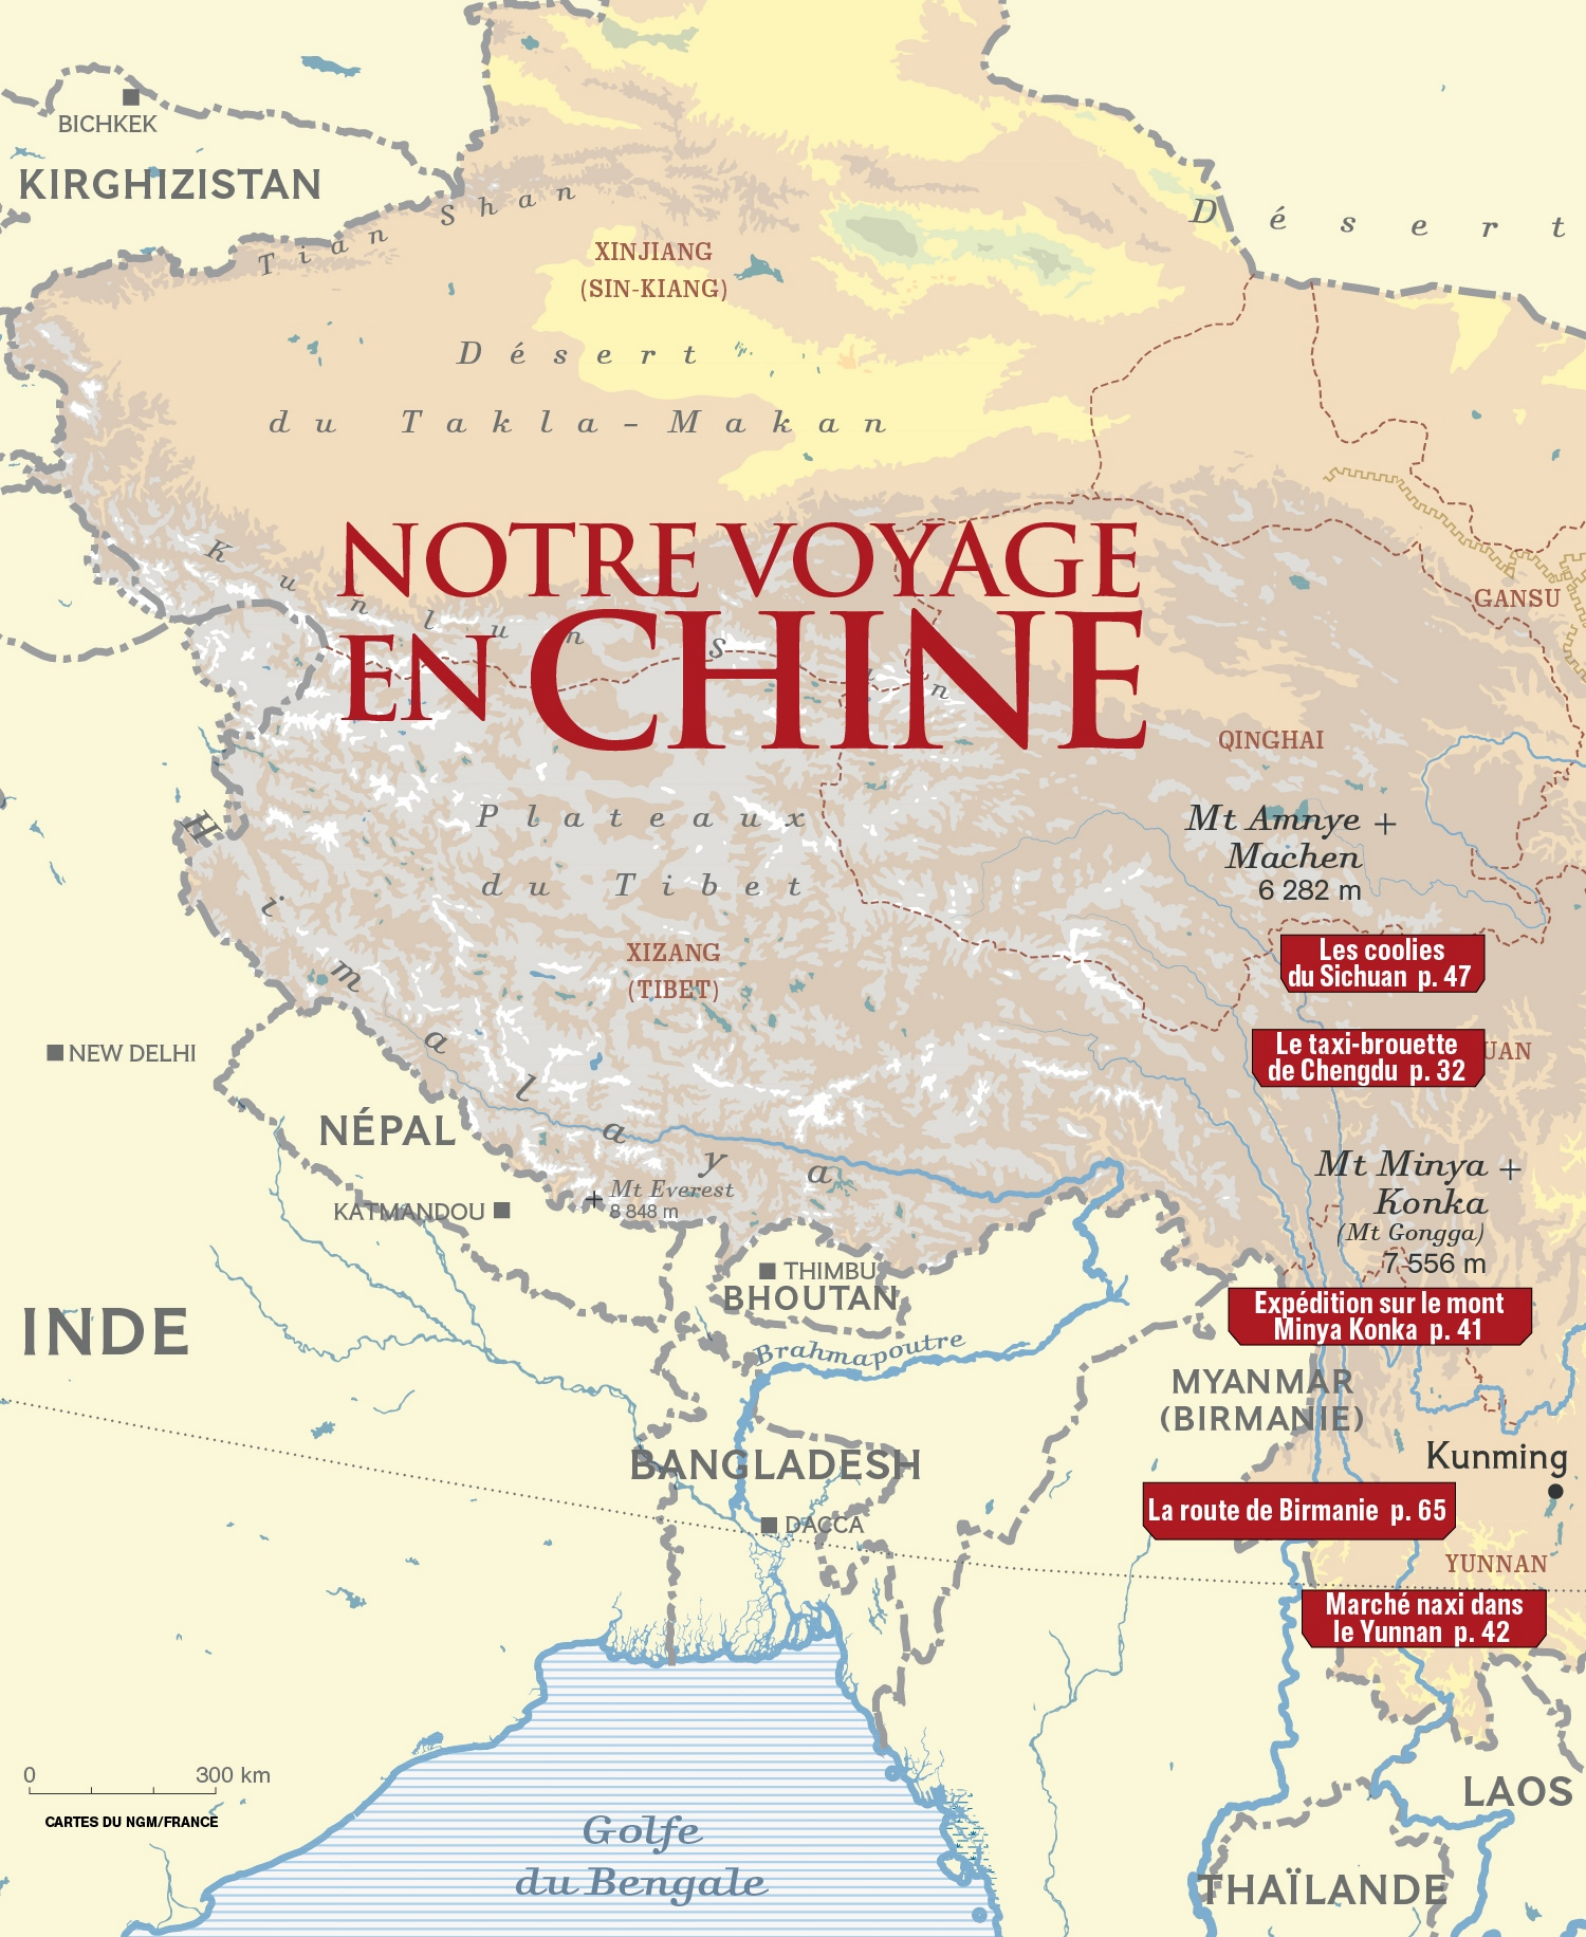 BICHKEK
KIRGHIZISTAN
Tian Shan
Désert
XINJIANG
(SIN-KIANG)
Désert
du Takla-Makan
NOTRE VOYAGE
EN CHINE
Kunlun Shan
GANSU
QINGHAI
Plateaux
du Tibet
Mt Amnye +
Machen
6 282 m
XIZANG
(TIBET)
Les coolies
du Sichuan p. 47
Himalaya
NEW DELHI
Le taxi-brouette
de Chengdu p. 32
UAN
NÉPAL
Mt Minya +
Konka
(Mt Gongga)
7 556 m
+ Mt Everest
8 848 m
KATMANDOU
THIMBU
BHOUTAN
INDE
Expédition sur le mont
Minya Konka p. 41
Brahmapoutre
MYANMAR
(BIRMANIE)
BANGLADESH
Kunming
La route de Birmanie p. 65
DACCA
YUNNAN
Marché naxi dans
le Yunnan p. 42
0 300 km
CARTES DU NGM/FRANCE
LAOS
Golfe
du Bengale
THAÏLANDE